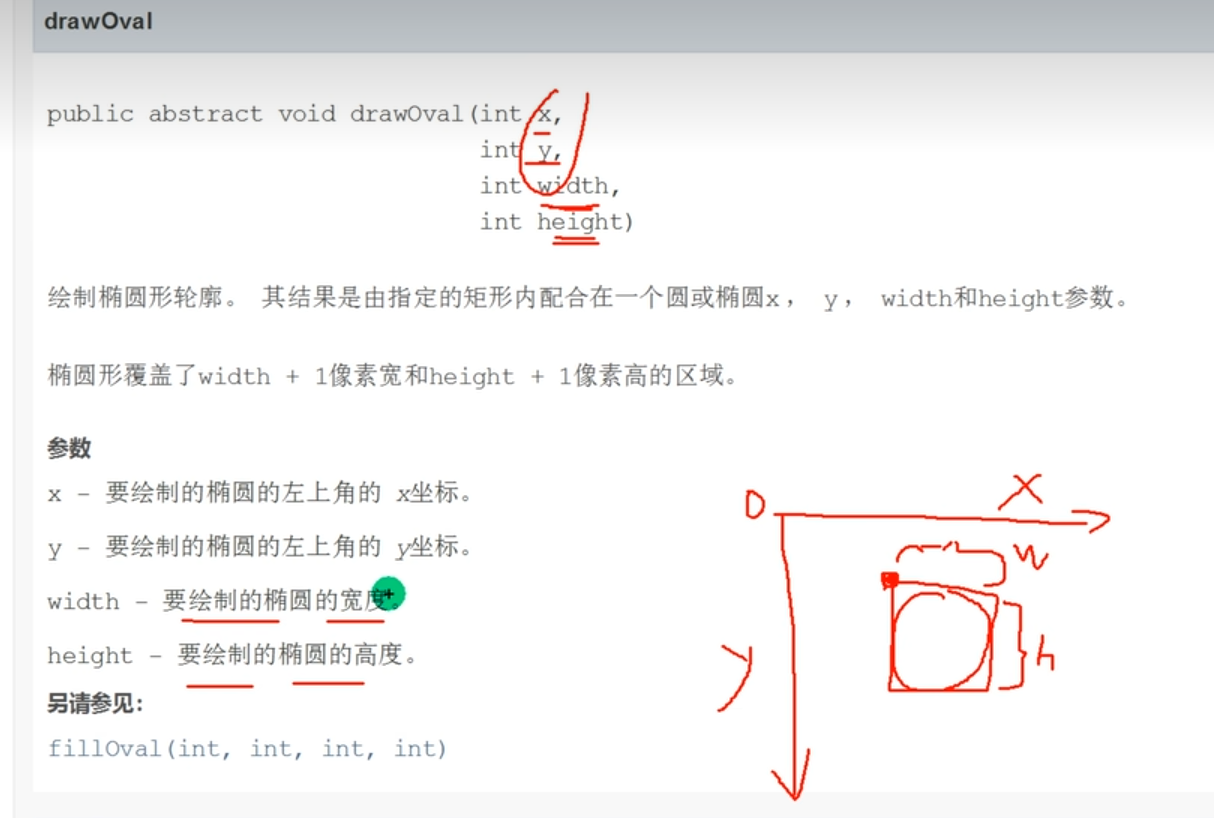 drawOval
public abstract void drawOval(int x,
int y,
int width,
int height)
绘制椭圆形轮廓。 其结果是由指定的矩形内配合在一个圆或椭圆x， y， width和height参数。
椭圆形覆盖了width + 1像素宽和height + 1像素高的区域。
参数
x - 要绘制的椭圆的左上角的 x坐标。
y - 要绘制的椭圆的左上角的 y坐标。
width - 要绘制的椭圆的宽度。
height - 要绘制的椭圆的高度。
另请参见：
fillOval(int, int, int, int)
O
X
w
h
y